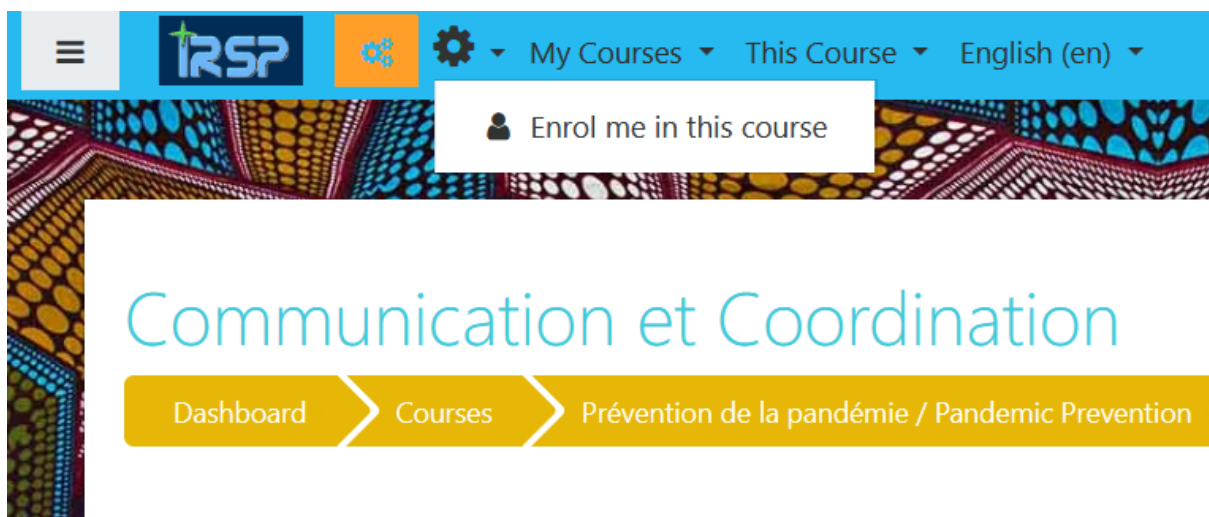 IRSP My Courses This Course English (en)
Enrol me in this course
Communication et Coordination
Dashboard Courses Prévention de la pandémie / Pandemic Prevention